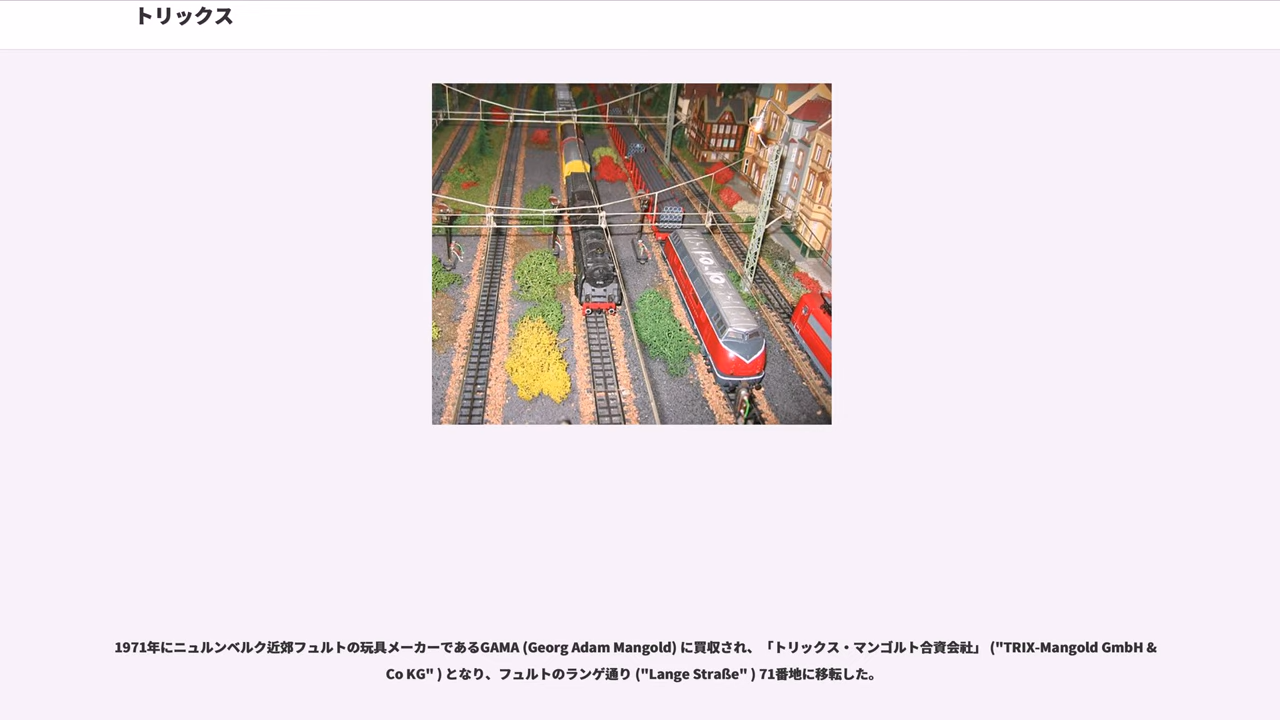 トリックス
1971年にニュルンベルク近郊フュルトの玩具メーカーであるGAMA (Georg Adam Mangold) に買収され、「トリックス・マンゴルト合資会社」 ("TRIX-Mangold GmbH &
Co KG" ) となり、フュルトのランゲ通り ("Lange Straße" ) 71番地に移転した。